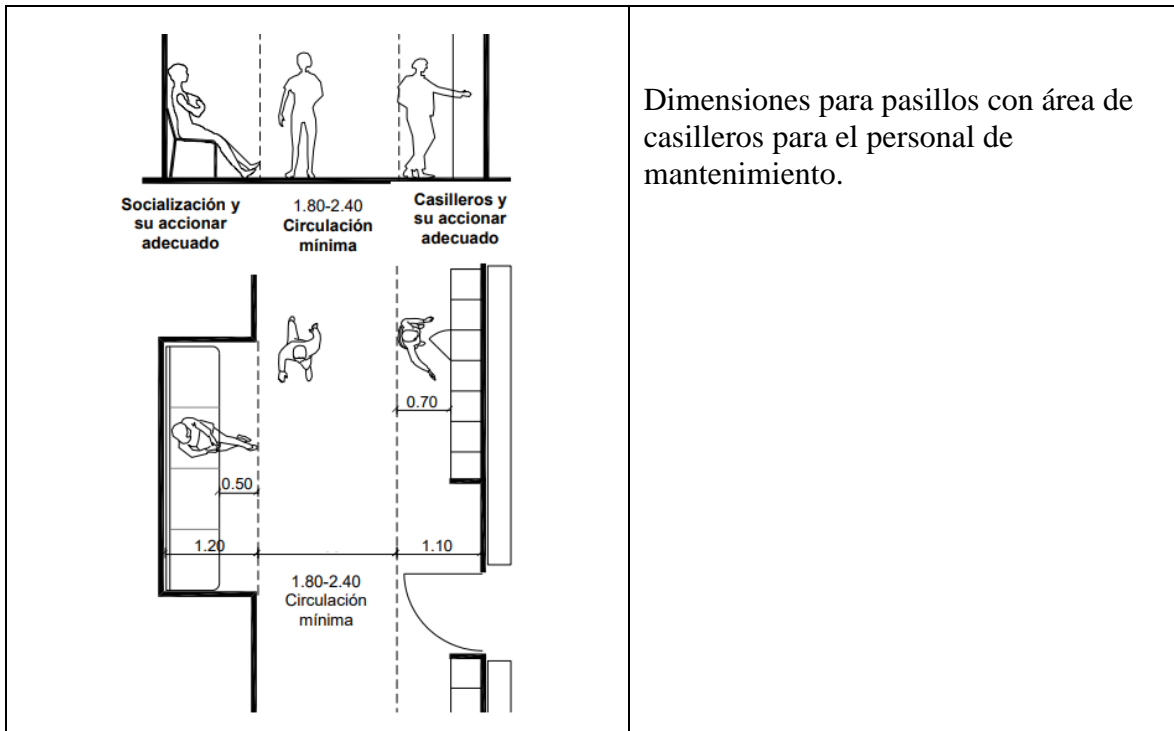 Socialización y
su accionar
adecuado
1.80-2.40
Circulación
mínima
Casilleros y
su accionar
adecuado
0.70
0.50
1.20
1.10
1.80-2.40
Circulación
mínima
Dimensiones para pasillos con área de
casilleros para el personal de
mantenimiento.